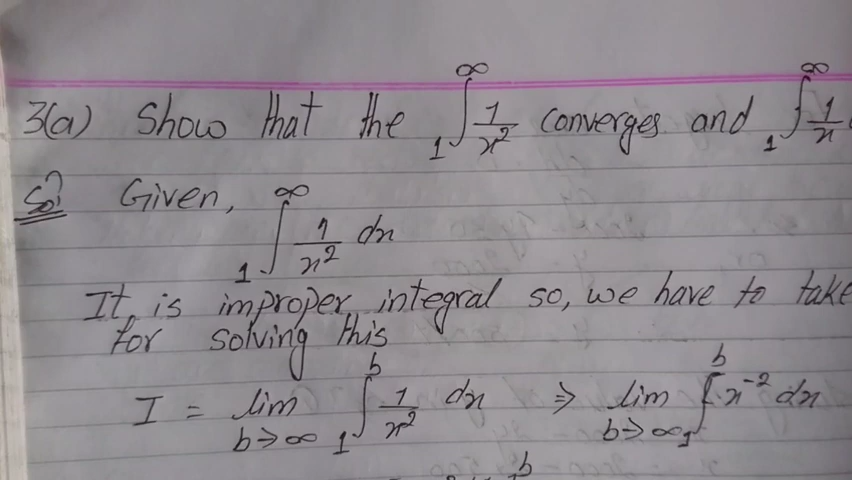 3(a) Show that the ₁∫^∞ 1/x² converges and ₁∫^∞ 1/x
Solⁿ Given,
₁∫^∞ 1/x² dx
It is improper integral so, we have to take
for solving this
I = lim b→∞ ₁∫^b 1/x² dx ⇒ lim b→∞ ₁∫^b x⁻² dx
b